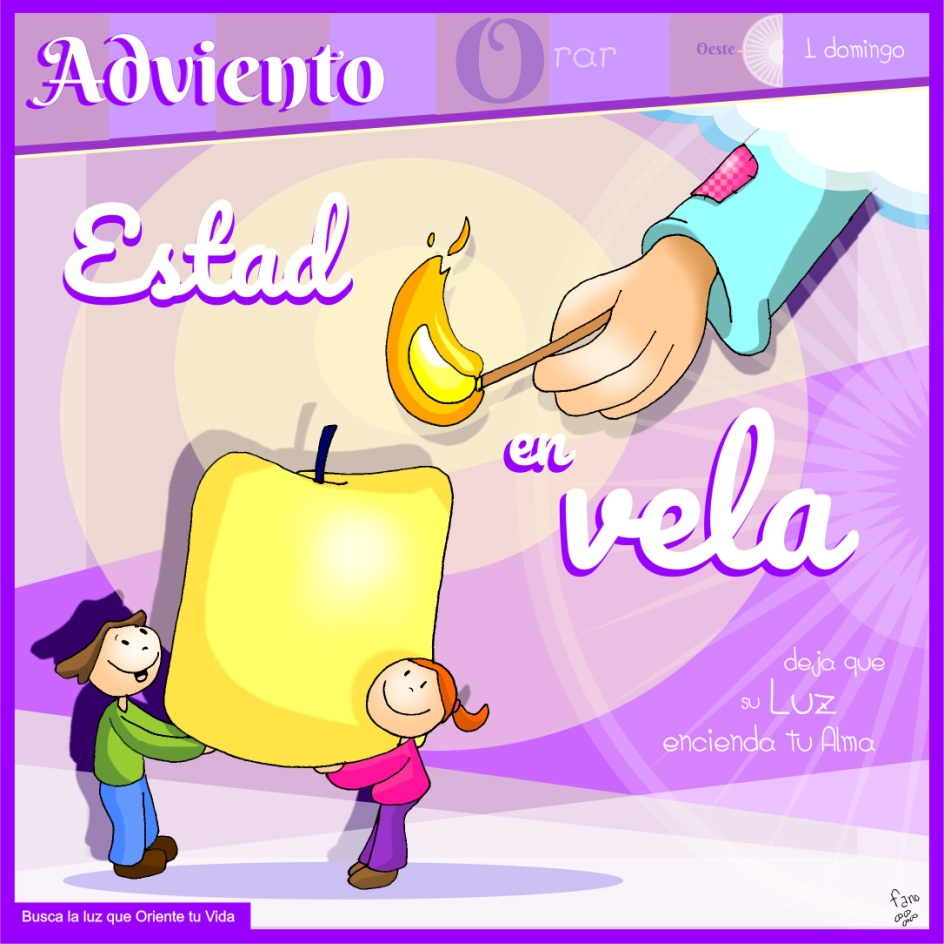 Adviento
Orar
Oeste
1 domingo
Estad
en
vela
deja que
su Luz
encienda tu Alma
Busca la luz que Oriente tu Vida
fano